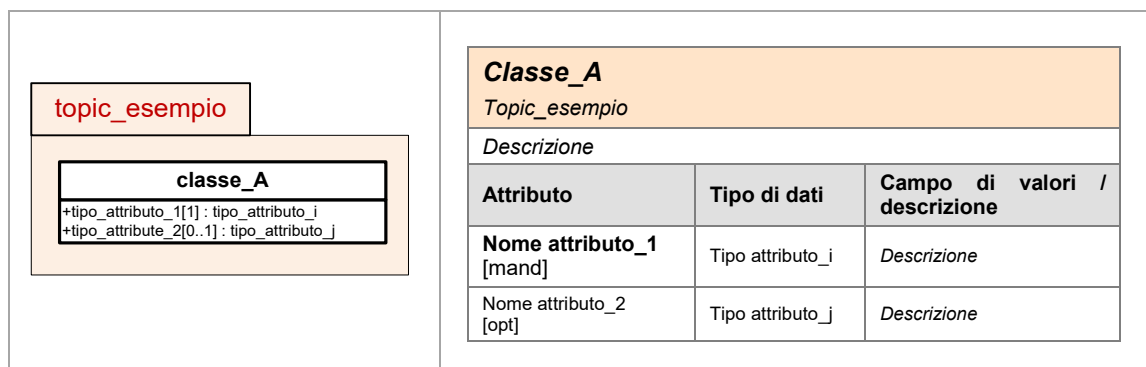 topic_esempio
classe_A
+tipo_attributo_1[1] : tipo_attributo_i
+tipo_attribute_2[0..1] : tipo_attributo_j
Classe_A
Topic_esempio
Descrizione
Attributo
Tipo di dati
Campo di valori /
descrizione
Nome attributo_1
[mand]
Tipo attributo_i
Descrizione
Nome attributo_2
[opt]
Tipo attributo_j
Descrizione